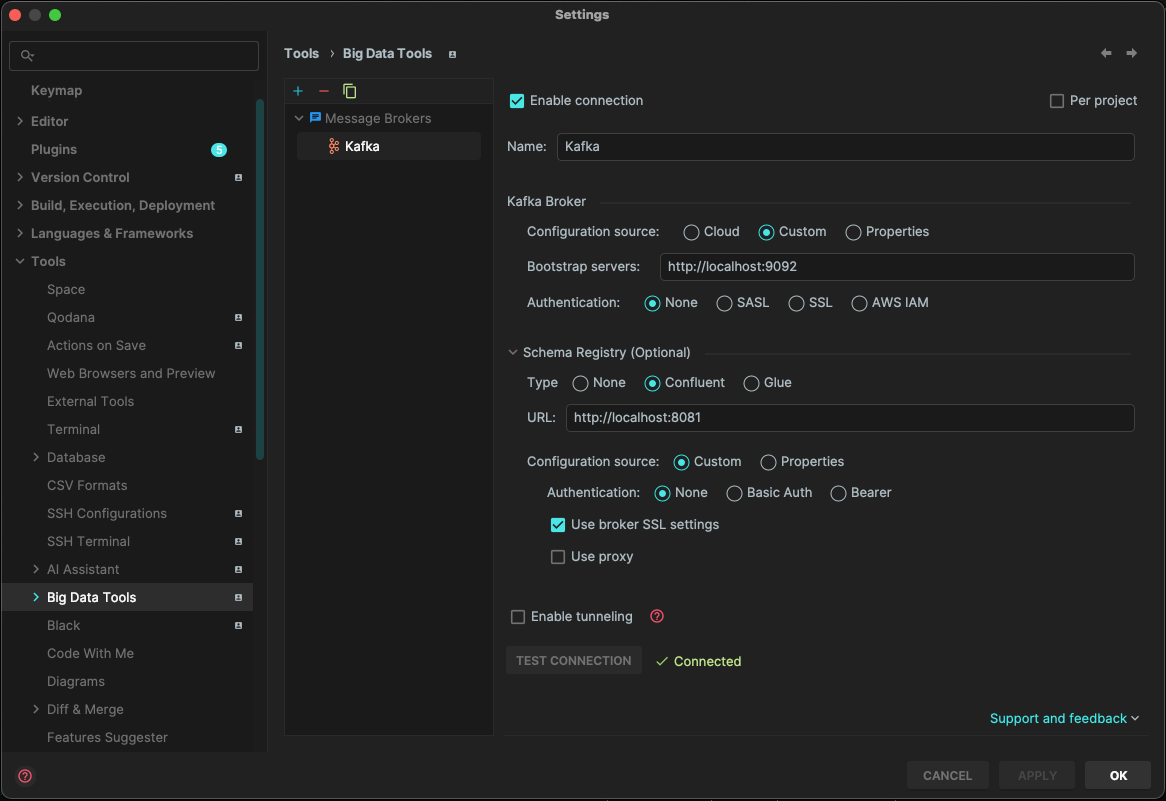 Settings
Keymap
Editor
Plugins 5
Version Control
Build, Execution, Deployment
Languages & Frameworks
Tools
Space
Qodana
Actions on Save
Web Browsers and Preview
External Tools
Terminal
Database
CSV Formats
SSH Configurations
SSH Terminal
AI Assistant
Big Data Tools
Black
Code With Me
Diagrams
Diff & Merge
Features Suggester
Tools › Big Data Tools
Message Brokers
Kafka
Enable connection Per project
Name: Kafka
Kafka Broker
Configuration source: Cloud Custom Properties
Bootstrap servers: http://localhost:9092
Authentication: None SASL SSL AWS IAM
Schema Registry (Optional)
Type None Confluent Glue
URL: http://localhost:8081
Configuration source: Custom Properties
Authentication: None Basic Auth Bearer
Use broker SSL settings
Use proxy
Enable tunneling ?
TEST CONNECTION Connected
Support and feedback
? CANCEL APPLY OK